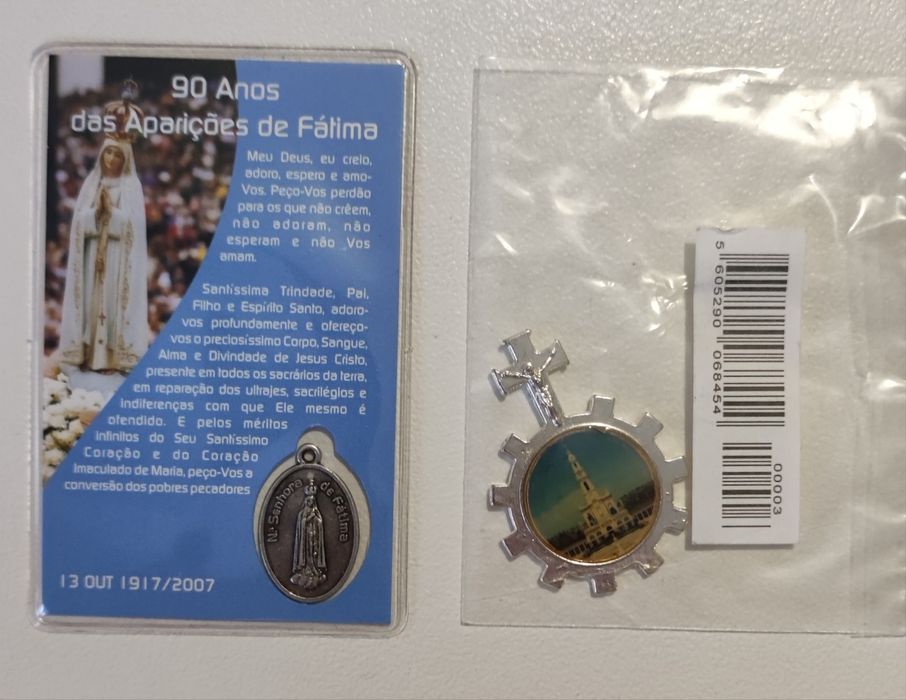 90 Anos
das Aparições de Fátima
Meu Deus, eu creio,
adoro, espero e amo-
Vos. Peço-Vos perdão
para os que não crêem,
não adoram, não
esperam e não Vos
amam.
Santíssima Trindade, Pai,
Filho e Espírito Santo, adoro-
vos profundamente e ofereço-
vos o preciosíssimo Corpo, Sangue,
Alma e Divindade de Jesus Cristo,
presente em todos os sacrários da terra,
em reparação dos ultrajes, sacrilégios e
indiferenças com que Ele mesmo é
ofendido. E pelos méritos
infinitos do Seu Santíssimo
Coração e do Coração
Imaculado de Maria, peço-Vos a
conversão dos pobres pecadores
Nª Senhora de Fátima
13 OUT 1917/2007
5 605290 068454
00003